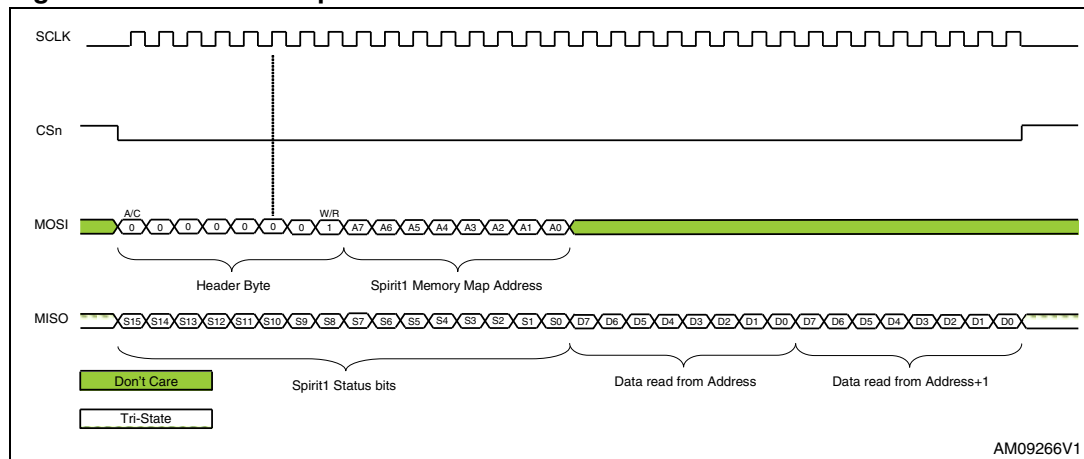 SCLK
CSn
A/C W/R
MOSI 0 0 0 0 0 0 0 1 A7 A6 A5 A4 A3 A2 A1 A0
Header Byte Spirit1 Memory Map Address
MISO S15 S14 S13 S12 S11 S10 S9 S8 S7 S6 S5 S4 S3 S2 S1 S0 D7 D6 D5 D4 D3 D2 D1 D0 D7 D6 D5 D4 D3 D2 D1 D0
Spirit1 Status bits Data read from Address Data read from Address+1
Don't Care
Tri-State
AM09266V1